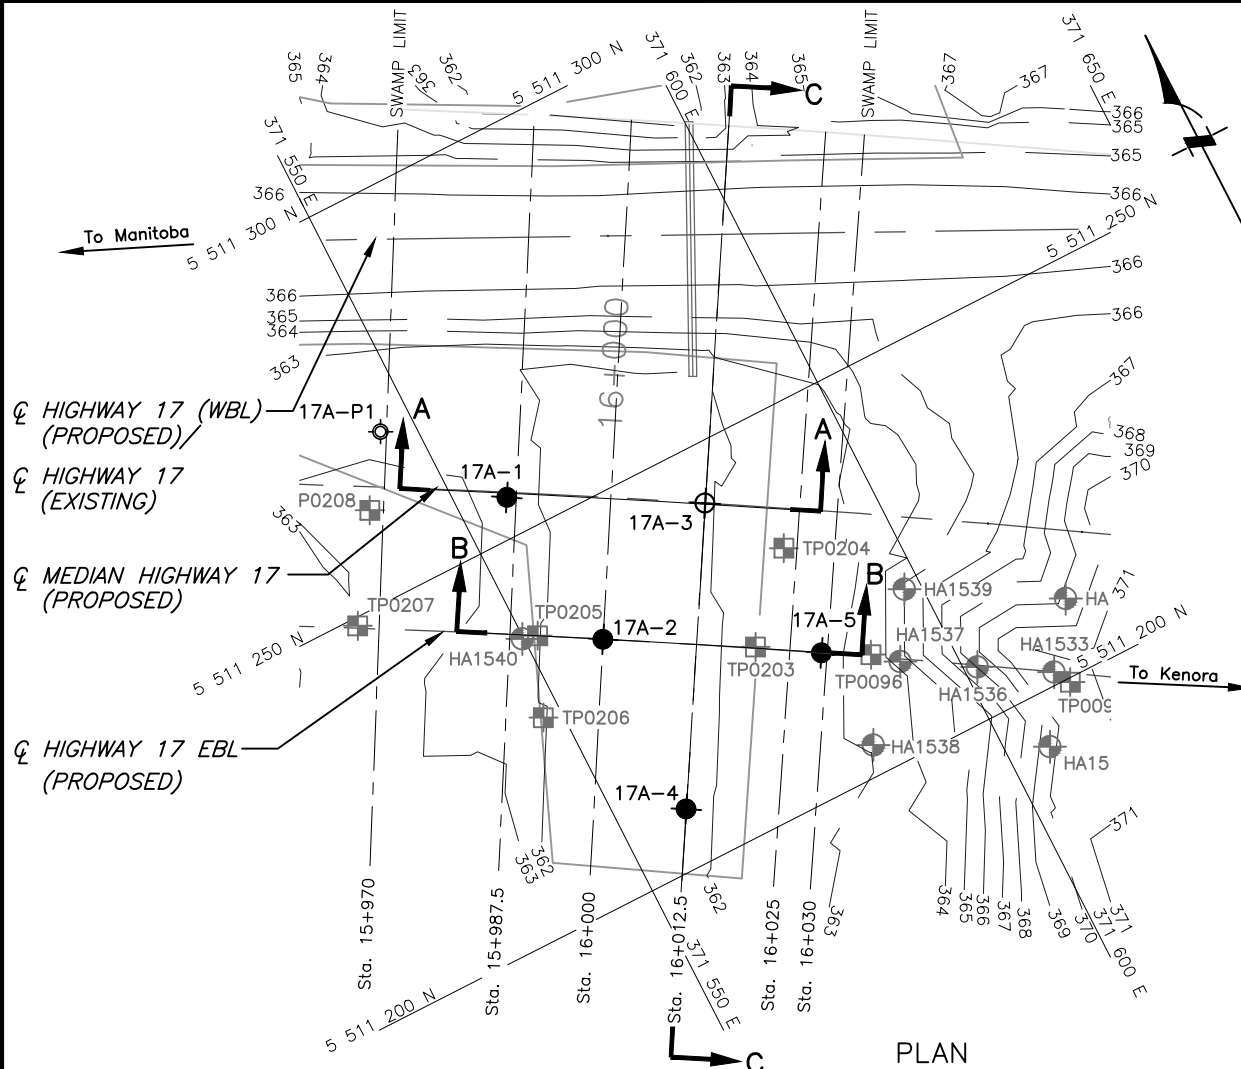 365
364
SWAMP LIMIT
363
362
5 511 300 N
371 600 E
362
363
364
365
C
SWAMP LIMIT
367
367
371 650 E
366
365
365
366
371 550 E
366
To Manitoba
5 511 300 N
5 511 250 N
366
366
366
365
364
363
16+000
367
368
369
370
℄ HIGHWAY 17 (WBL)
(PROPOSED)
17A-P1
A
A
℄ HIGHWAY 17
(EXISTING)
17A-1
17A-3
P0208
363
TP0204
℄ MEDIAN HIGHWAY 17
(PROPOSED)
B
B
HA1539
HA
371
TP0207
TP0205
17A-2
17A-5
HA1537
HA1533
5 511 200 N
5 511 250 N
HA1540
TP0203
TP0096
HA1536
TP009
To Kenora
TP0206
HA1538
HA15
℄ HIGHWAY 17 EBL
(PROPOSED)
17A-4
371
363
362
362
363
364
365
366
367
368
369
370
371
371 600 E
Sta. 15+970
Sta. 15+987.5
Sta. 16+000
Sta. 16+012.5
Sta. 16+025
Sta. 16+030
371 550 E
5 511 200 N
C
PLAN